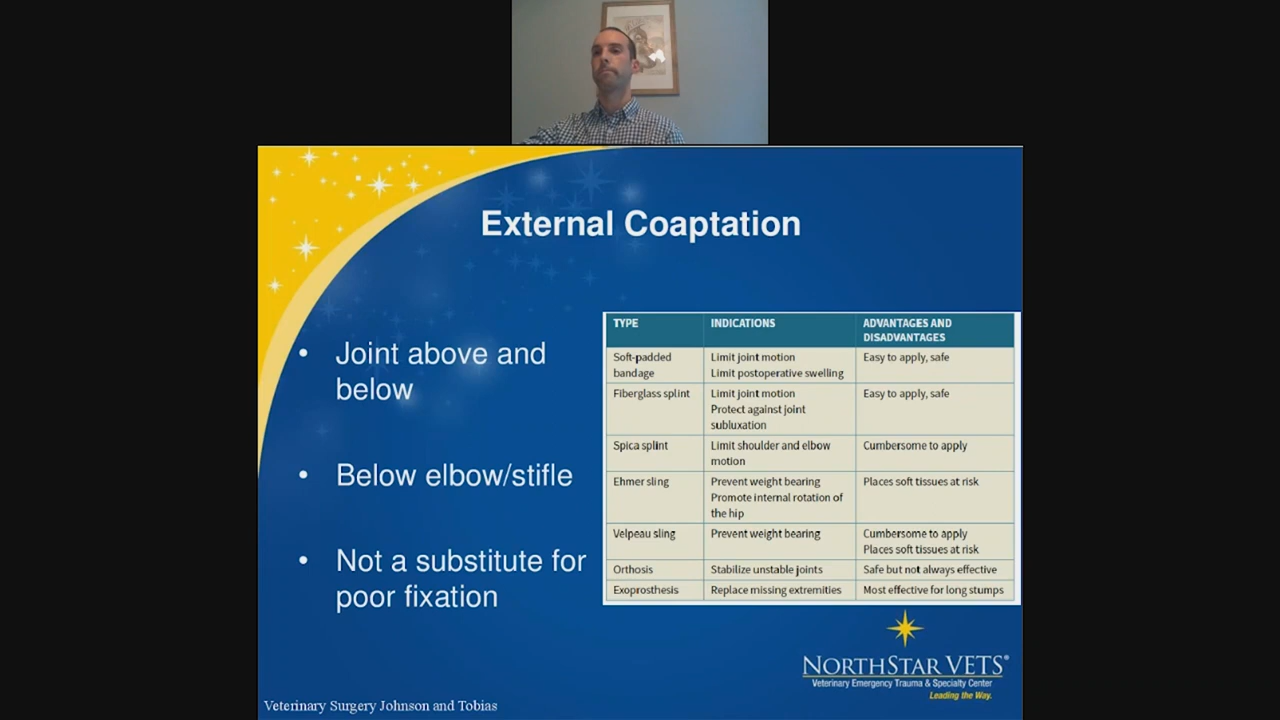 External Coaptation
• Joint above and
below
• Below elbow/stifle
• Not a substitute for
poor fixation
TYPE INDICATIONS ADVANTAGES AND
DISADVANTAGES
Soft-padded Limit joint motion Easy to apply, safe
bandage Limit postoperative swelling
Fiberglass splint Limit joint motion Easy to apply, safe
Protect against joint
subluxation
Spica splint Limit shoulder and elbow Cumbersome to apply
motion
Ehmer sling Prevent weight bearing Places soft tissues at risk
Promote internal rotation of
the hip
Velpeau sling Prevent weight bearing Cumbersome to apply
Places soft tissues at risk
Orthosis Stabilize unstable joints Safe but not always effective
Exoprosthesis Replace missing extremities Most effective for long stumps
NORTHSTAR VETS®
Veterinary Emergency Trauma & Specialty Center
Leading the Way.
Veterinary Surgery Johnson and Tobias